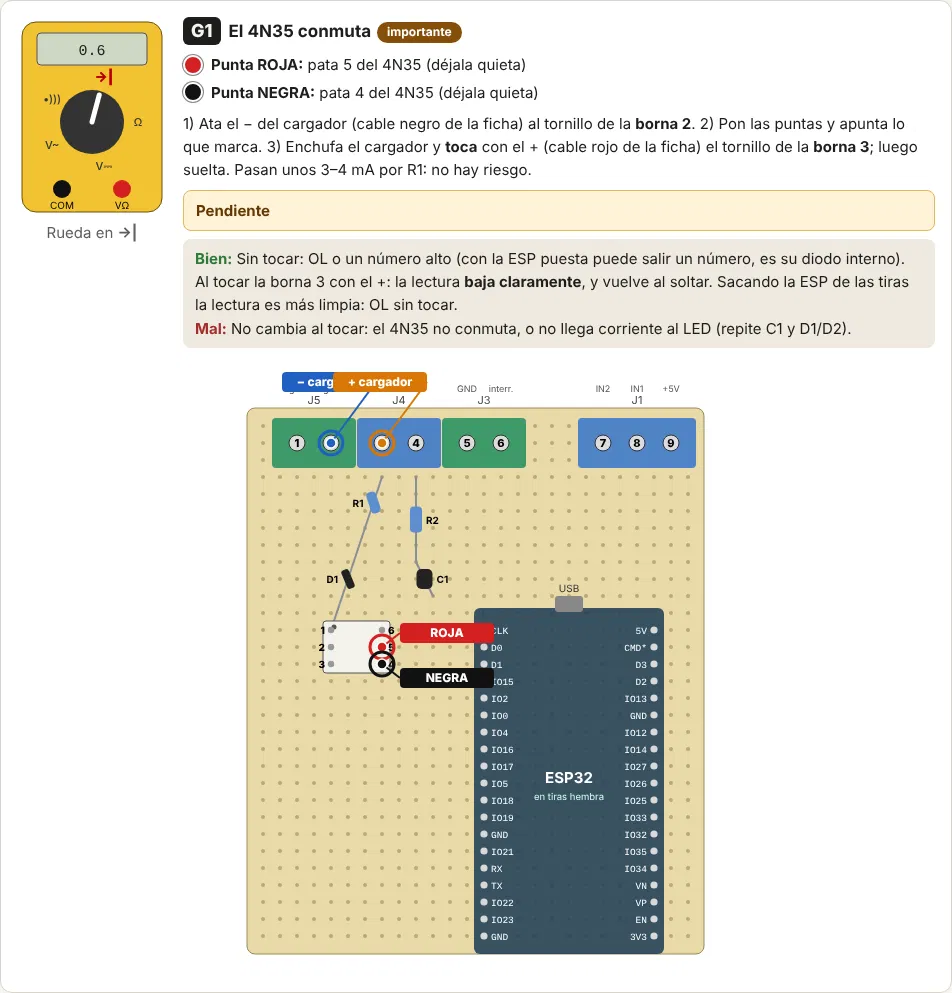 0.6
•)))
Ω
V~
V⎓
COM
VΩ
Rueda en
G1 El 4N35 conmuta importante
Punta ROJA: pata 5 del 4N35 (déjala quieta)
Punta NEGRA: pata 4 del 4N35 (déjala quieta)
1) Ata el − del cargador (cable negro de la ficha) al tornillo de la borna 2. 2) Pon las puntas y apunta lo
que marca. 3) Enchufa el cargador y toca con el + (cable rojo de la ficha) el tornillo de la borna 3; luego
suelta. Pasan unos 3–4 mA por R1: no hay riesgo.
Pendiente
Bien: Sin tocar: OL o un número alto (con la ESP puesta puede salir un número, es su diodo interno).
Al tocar la borna 3 con el +: la lectura baja claramente, y vuelve al soltar. Sacando la ESP de las tiras
la lectura es más limpia: OL sin tocar.
Mal: No cambia al tocar: el 4N35 no conmuta, o no llega corriente al LED (repite C1 y D1/D2).
− carg + cargador
GND interr. IN2 IN1 +5V
J5 J4 J3 J1
1 4 5 6 7 8 9
R1
R2
D1
C1
USB
1 6
2 5
3 4
ROJA
NEGRA
CLK 5V
D0 CMD*
D1 D3
IO15 D2
IO2 IO13
IO0 GND
IO4 IO12
IO16 IO14
IO17 IO27
IO5 IO26
IO18 IO25
IO19 IO33
GND IO32
IO21 IO35
RX IO34
TX VN
IO22 VP
IO23 EN
GND 3V3
ESP32
en tiras hembra